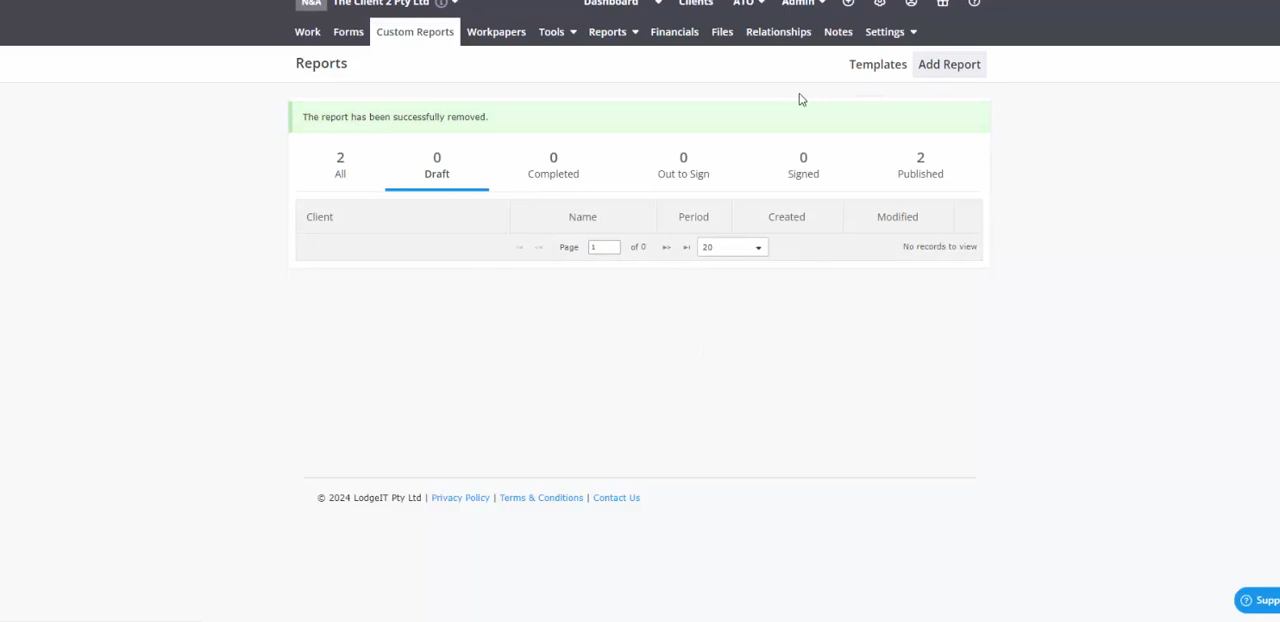 N&A The Client 2 Pty Ltd Dashboard Clients ATO Admin
Work Forms Custom Reports Workpapers Tools Reports Financials Files Relationships Notes Settings
Reports Templates Add Report
The report has been successfully removed.
2 0 0 0 0 2
All Draft Completed Out to Sign Signed Published
Client Name Period Created Modified
Page 1 of 0 20 No records to view
© 2024 LodgeIT Pty Ltd | Privacy Policy | Terms & Conditions | Contact Us
Supp